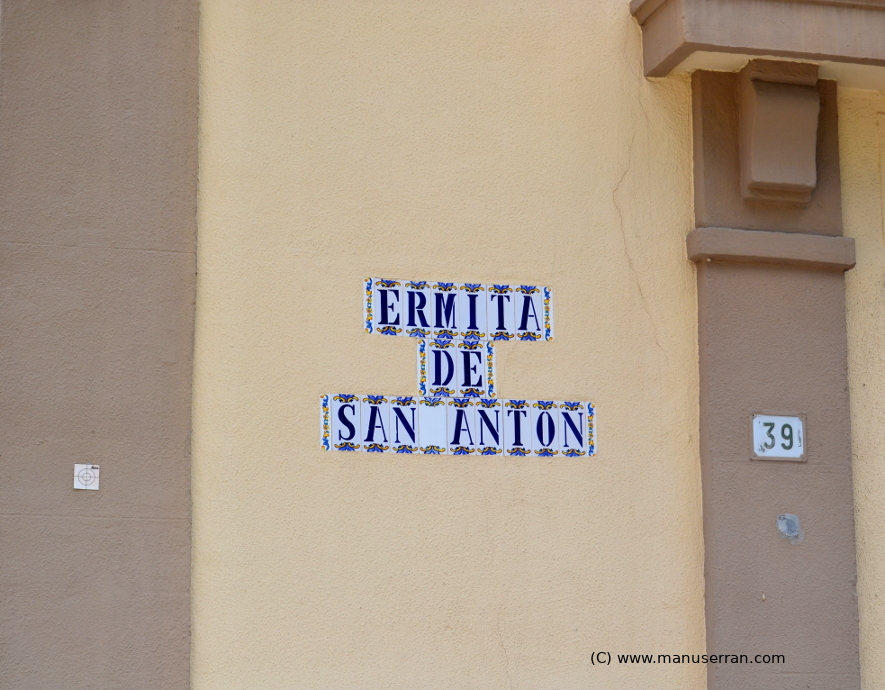 ERMITA
DE
SAN ANTON
39
(C) www.manuserran.com